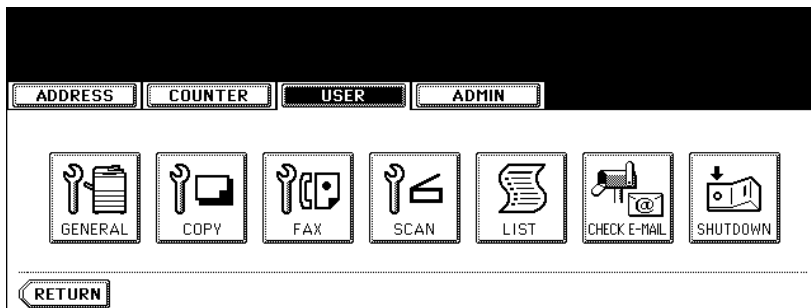 ADDRESS COUNTER USER ADMIN
GENERAL COPY FAX SCAN LIST CHECK E-MAIL SHUTDOWN
RETURN